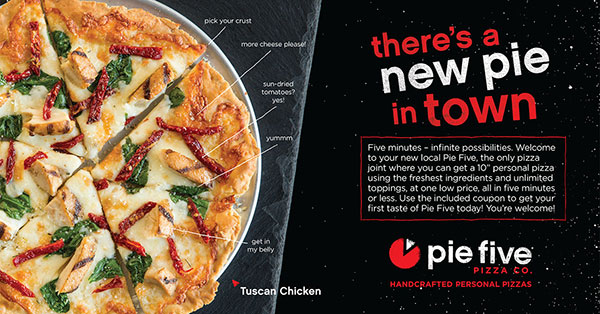 pick your crust
more cheese please!
sun-dried
tomatoes?
yes!
yummm
get in
my belly
Tuscan Chicken
there's a
new pie
in town
Five minutes – infinite possibilities. Welcome
to your new local Pie Five, the only pizza
joint where you can get a 10" personal pizza
using the freshest ingredients and unlimited
toppings, at one low price, all in five minutes
or less. Use the included coupon to get your
first taste of Pie Five today! You're welcome!
pie five
PIZZA CO.
HANDCRAFTED PERSONAL PIZZAS